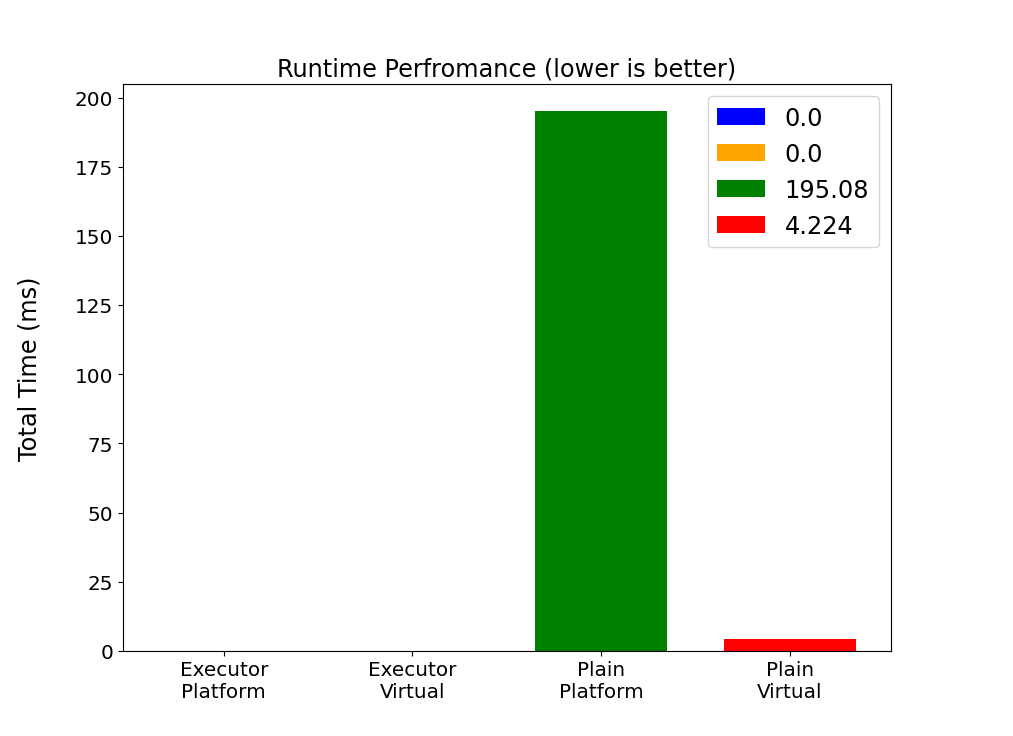 Runtime Perfromance (lower is better)
200
175
150
125
100
75
50
25
0
Total Time (ms)
0.0
0.0
195.08
4.224
Executor
Platform
Executor
Virtual
Plain
Platform
Plain
Virtual